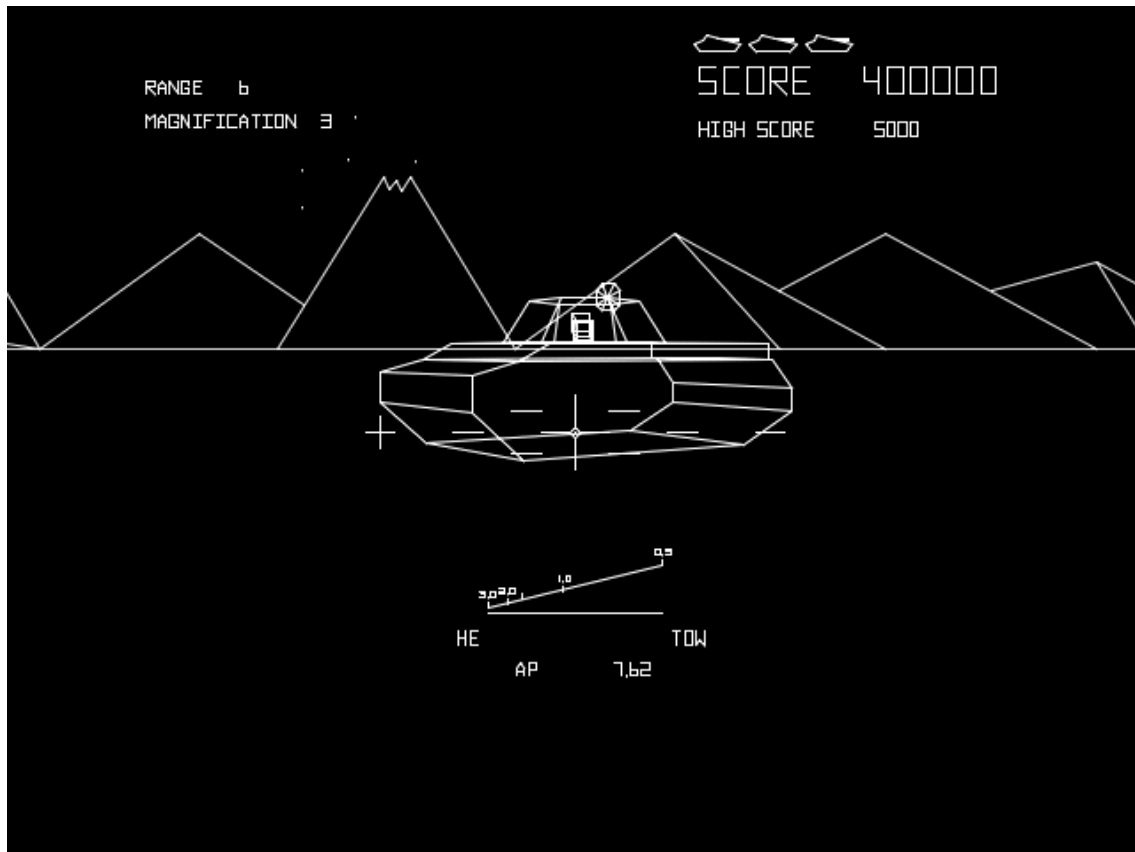 RANGE 6
MAGNIFICATION 3
SCORE 400000
HIGH SCORE 5000
0,5
1,0
3,0 2,0
HE TOW
AP 7,62